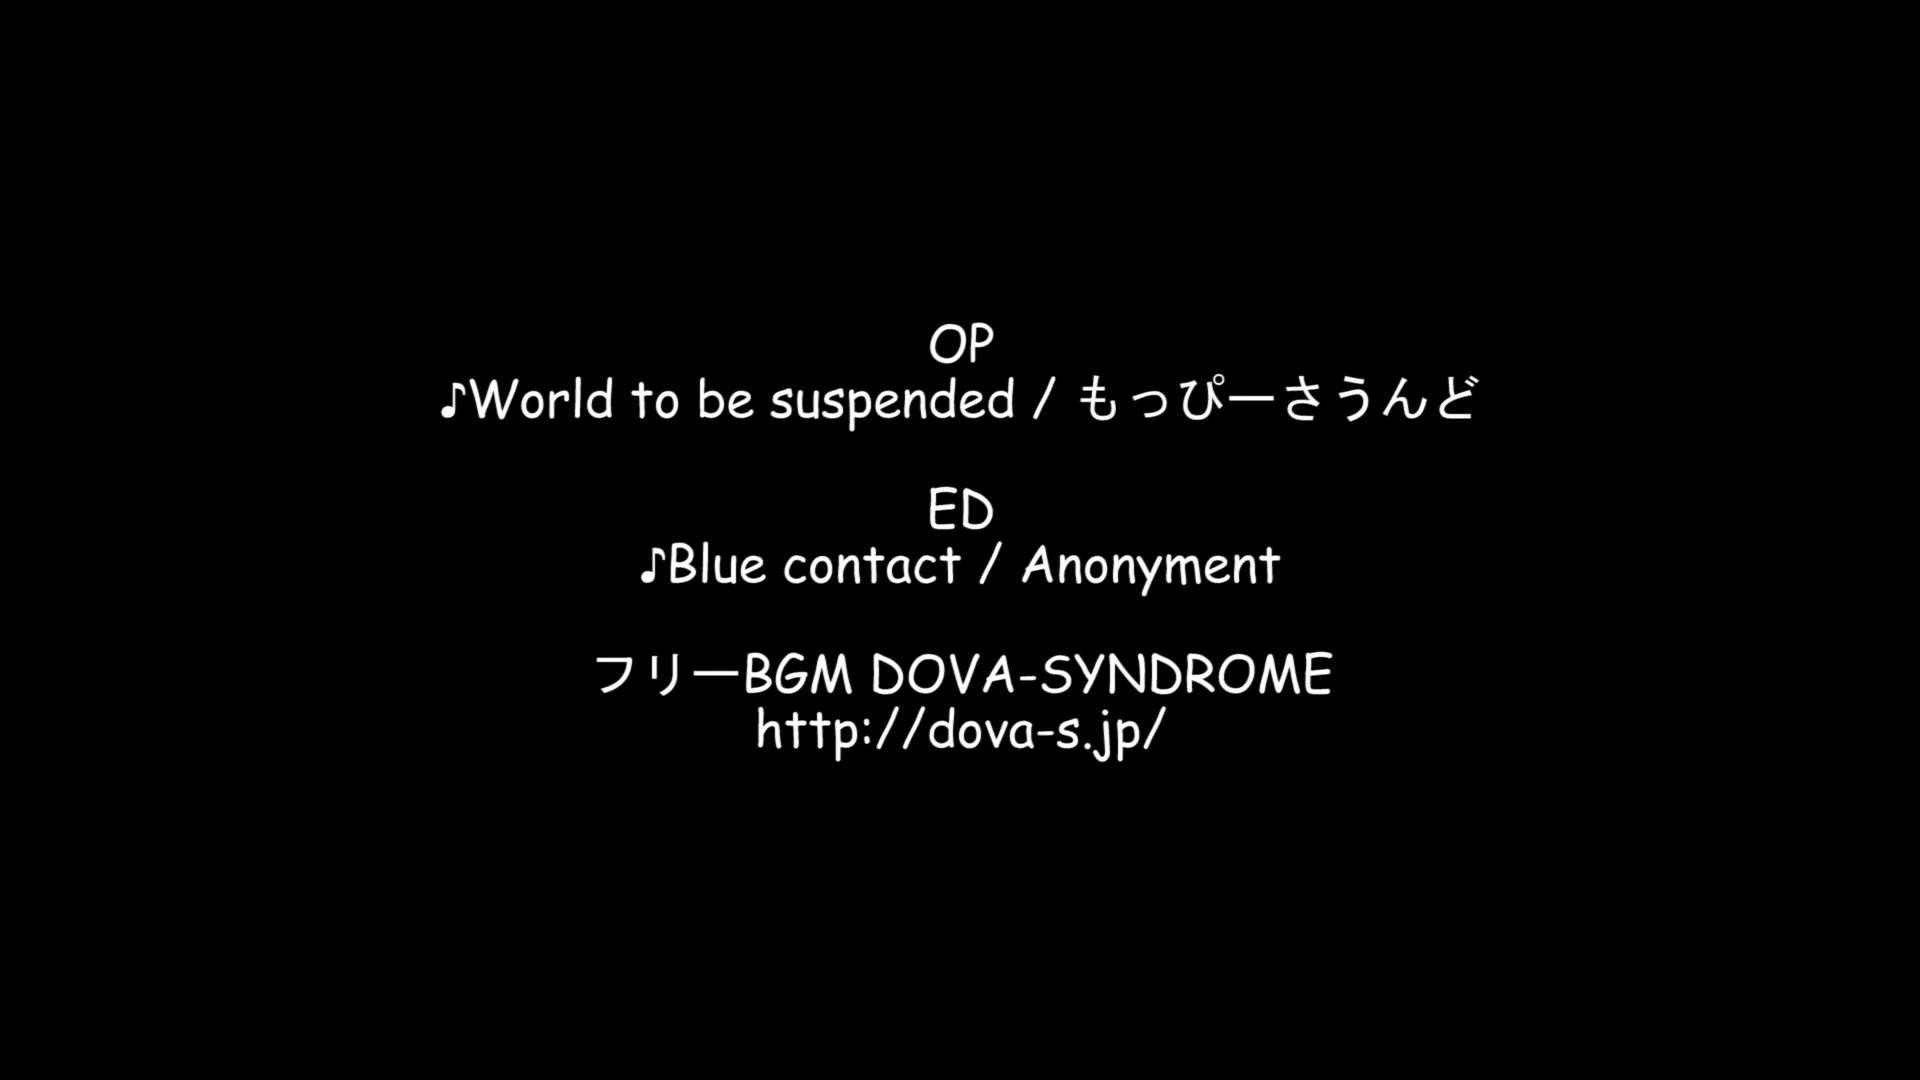 OP
♪World to be suspended / もっぴーさうんど
ED
♪Blue contact / Anonyment
フリーBGM DOVA-SYNDROME
http://dova-s.jp/